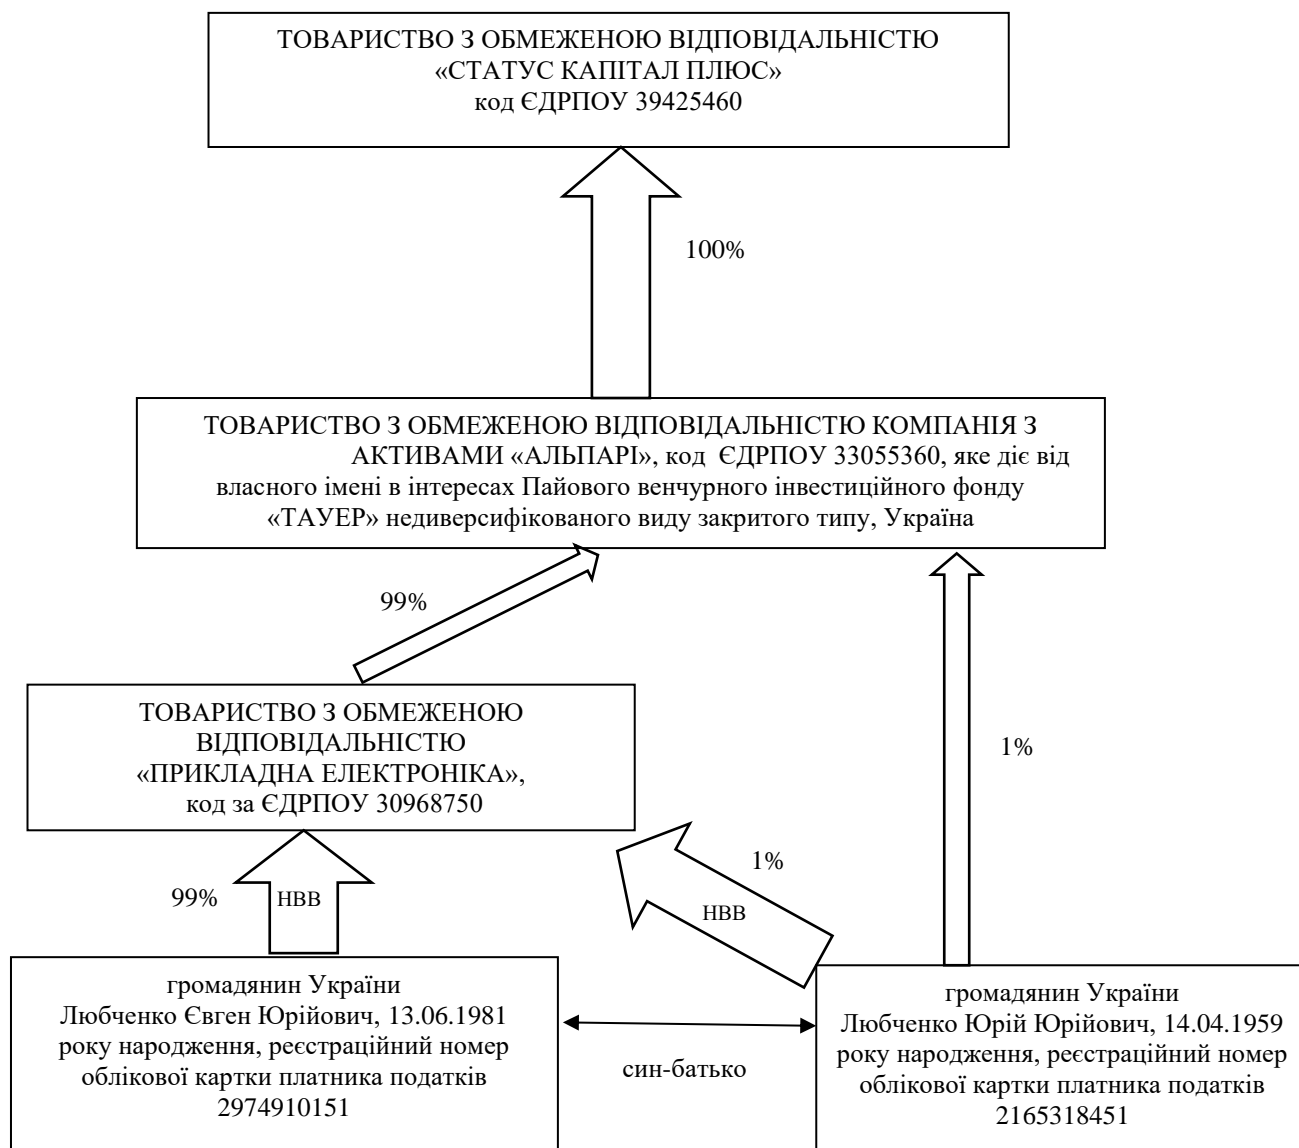 ТОВАРИСТВО З ОБМЕЖЕНОЮ ВІДПОВІДАЛЬНІСТЮ
«СТАТУС КАПІТАЛ ПЛЮС»
код ЄДРПОУ 39425460
100%
ТОВАРИСТВО З ОБМЕЖЕНОЮ ВІДПОВІДАЛЬНІСТЮ КОМПАНІЯ З
АКТИВАМИ «АЛЬПАРІ», код ЄДРПОУ 33055360, яке діє від
власного імені в інтересах Пайового венчурного інвестиційного фонду
«ТАУЕР» недиверсифікованого виду закритого типу, Україна
99%
ТОВАРИСТВО З ОБМЕЖЕНОЮ
ВІДПОВІДАЛЬНІСТЮ
«ПРИКЛАДНА ЕЛЕКТРОНІКА»,
код за ЄДРПОУ 30968750
1%
1%
99%
НВВ
НВВ
громадянин України
Любченко Євген Юрійович, 13.06.1981
року народження, реєстраційний номер
облікової картки платника податків
2974910151
син-батько
громадянин України
Любченко Юрій Юрійович, 14.04.1959
року народження, реєстраційний номер
облікової картки платника податків
2165318451